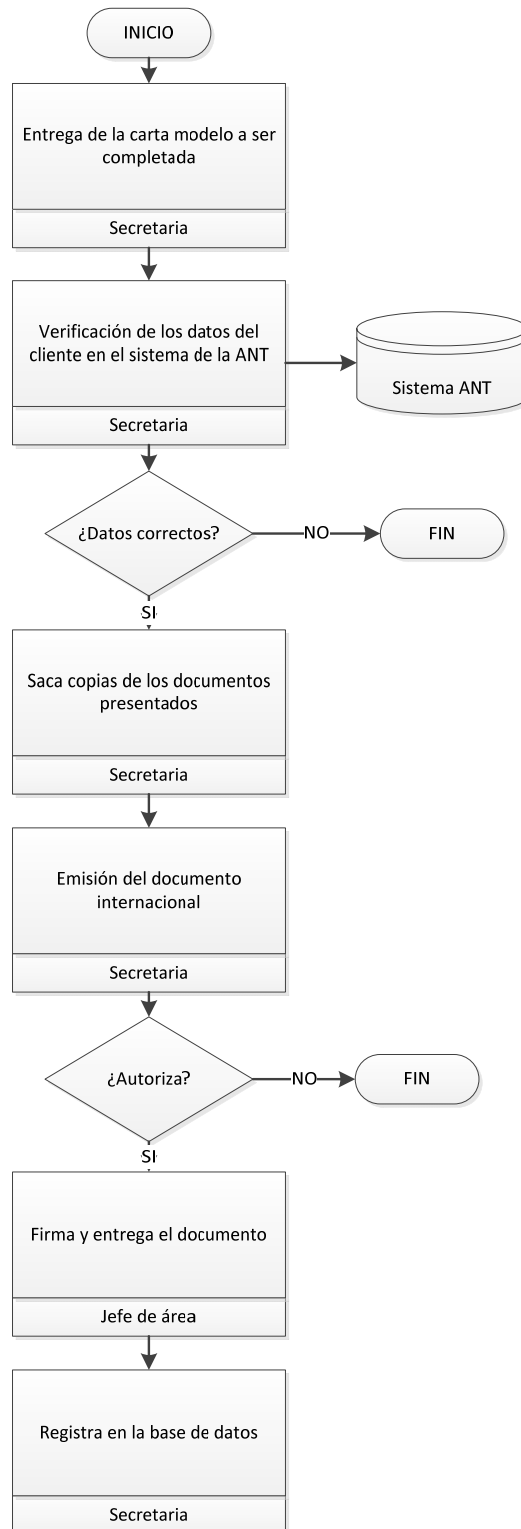 INICIO
Entrega de la carta modelo a ser
completada
Secretaria
Verificación de los datos del
cliente en el sistema de la ANT
Secretaria
Sistema ANT
¿Datos correctos?
NO
FIN
SI
Saca copias de los documentos
presentados
Secretaria
Emisión del documento
internacional
Secretaria
¿Autoriza?
NO
FIN
SI
Firma y entrega el documento
Jefe de área
Registra en la base de datos
Secretaria